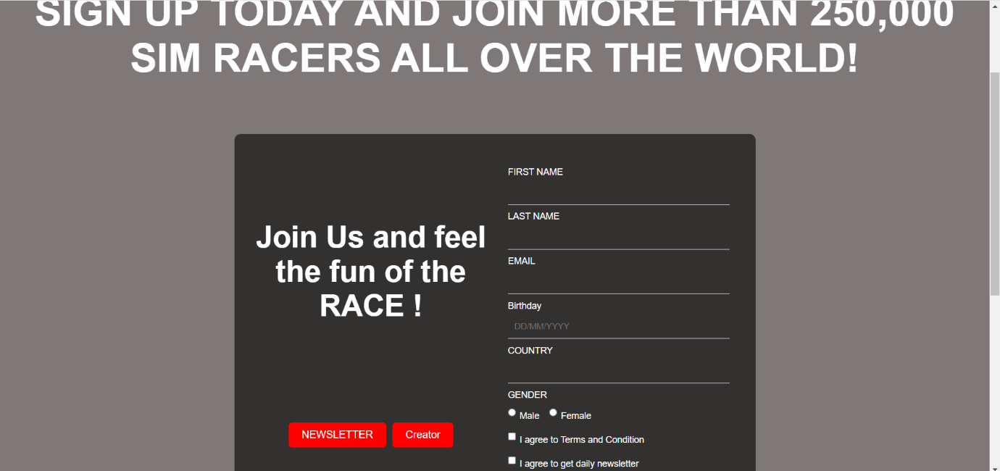 SIGN UP TODAY AND JOIN MORE THAN 250,000
SIM RACERS ALL OVER THE WORLD!
Join Us and feel
the fun of the
RACE !
NEWSLETTER
Creator
FIRST NAME
LAST NAME
EMAIL
Birthday
DD/MM/YYYY
COUNTRY
GENDER
Male Female
I agree to Terms and Condition
I agree to get daily newsletter